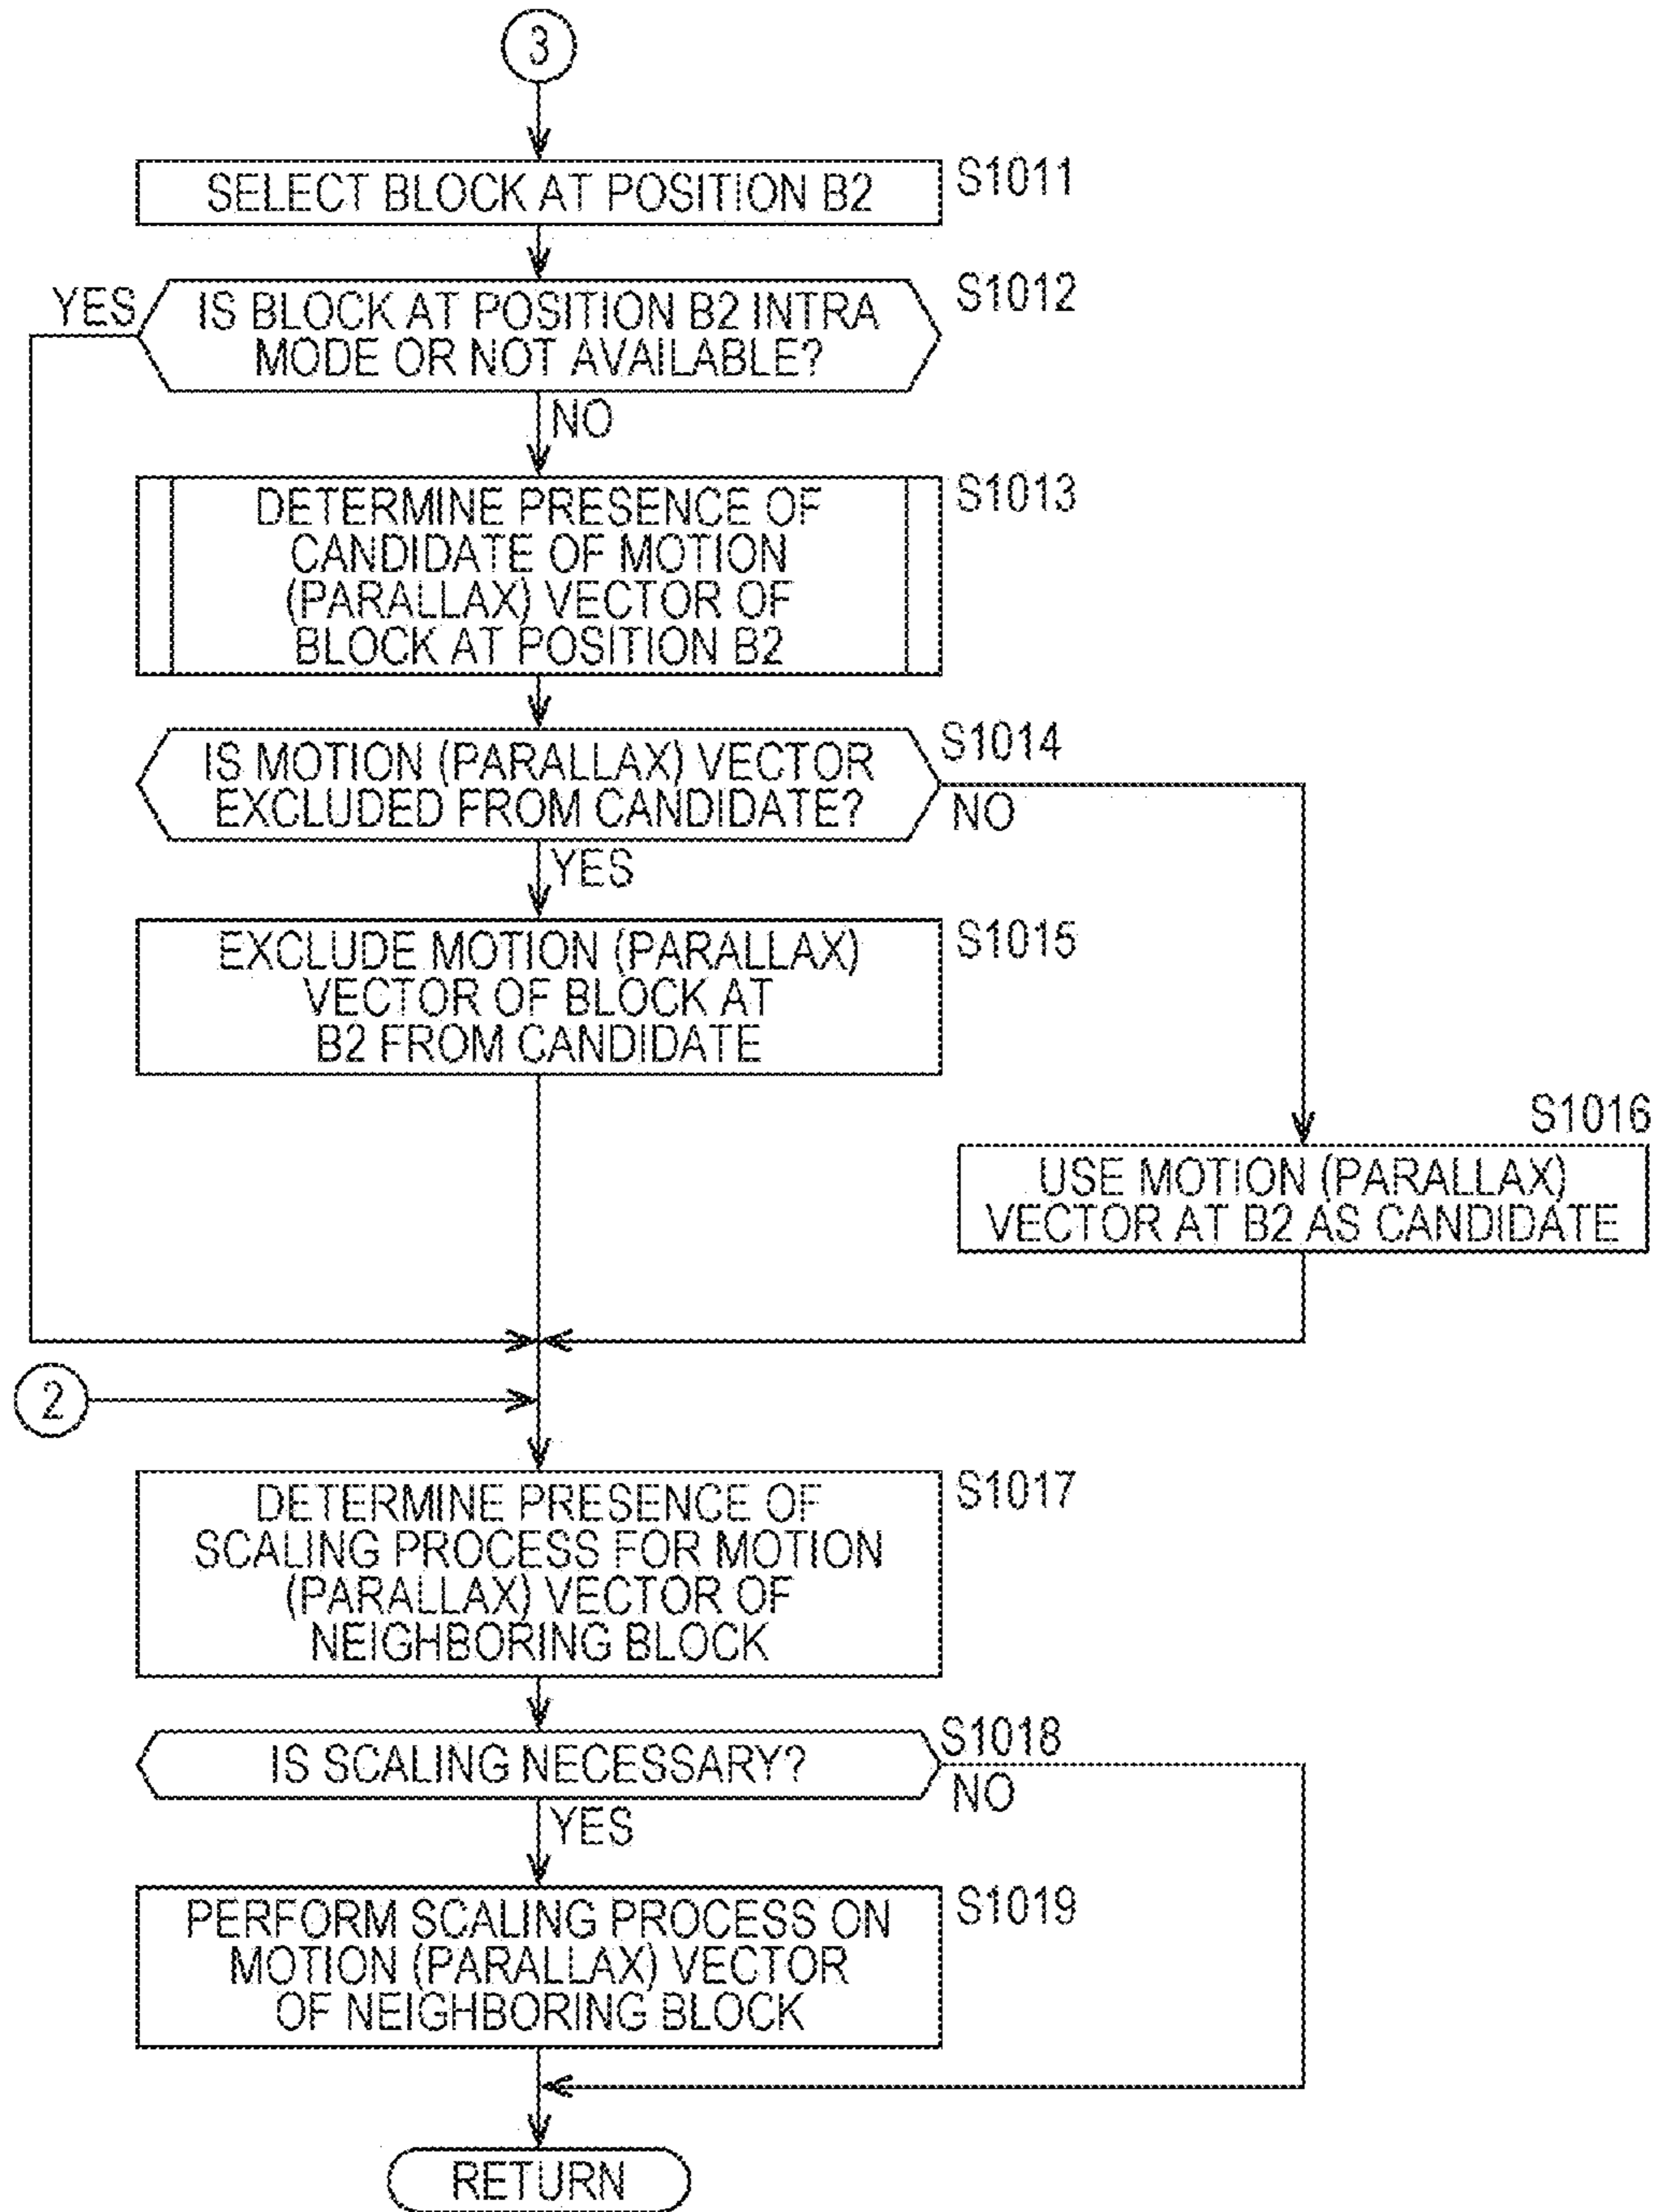 3
SELECT BLOCK AT POSITION B2
S1011
YES
IS BLOCK AT POSITION B2 INTRA
MODE OR NOT AVAILABLE?
S1012
NO
DETERMINE PRESENCE OF
CANDIDATE OF MOTION
(PARALLAX) VECTOR OF
BLOCK AT POSITION B2
S1013
IS MOTION (PARALLAX) VECTOR
EXCLUDED FROM CANDIDATE?
S1014
NO
YES
EXCLUDE MOTION (PARALLAX)
VECTOR OF BLOCK AT
B2 FROM CANDIDATE
S1015
S1016
USE MOTION (PARALLAX)
VECTOR AT B2 AS CANDIDATE
2
DETERMINE PRESENCE OF
SCALING PROCESS FOR MOTION
(PARALLAX) VECTOR OF
NEIGHBORING BLOCK
S1017
IS SCALING NECESSARY?
S1018
NO
YES
PERFORM SCALING PROCESS ON
MOTION (PARALLAX) VECTOR
OF NEIGHBORING BLOCK
S1019
RETURN